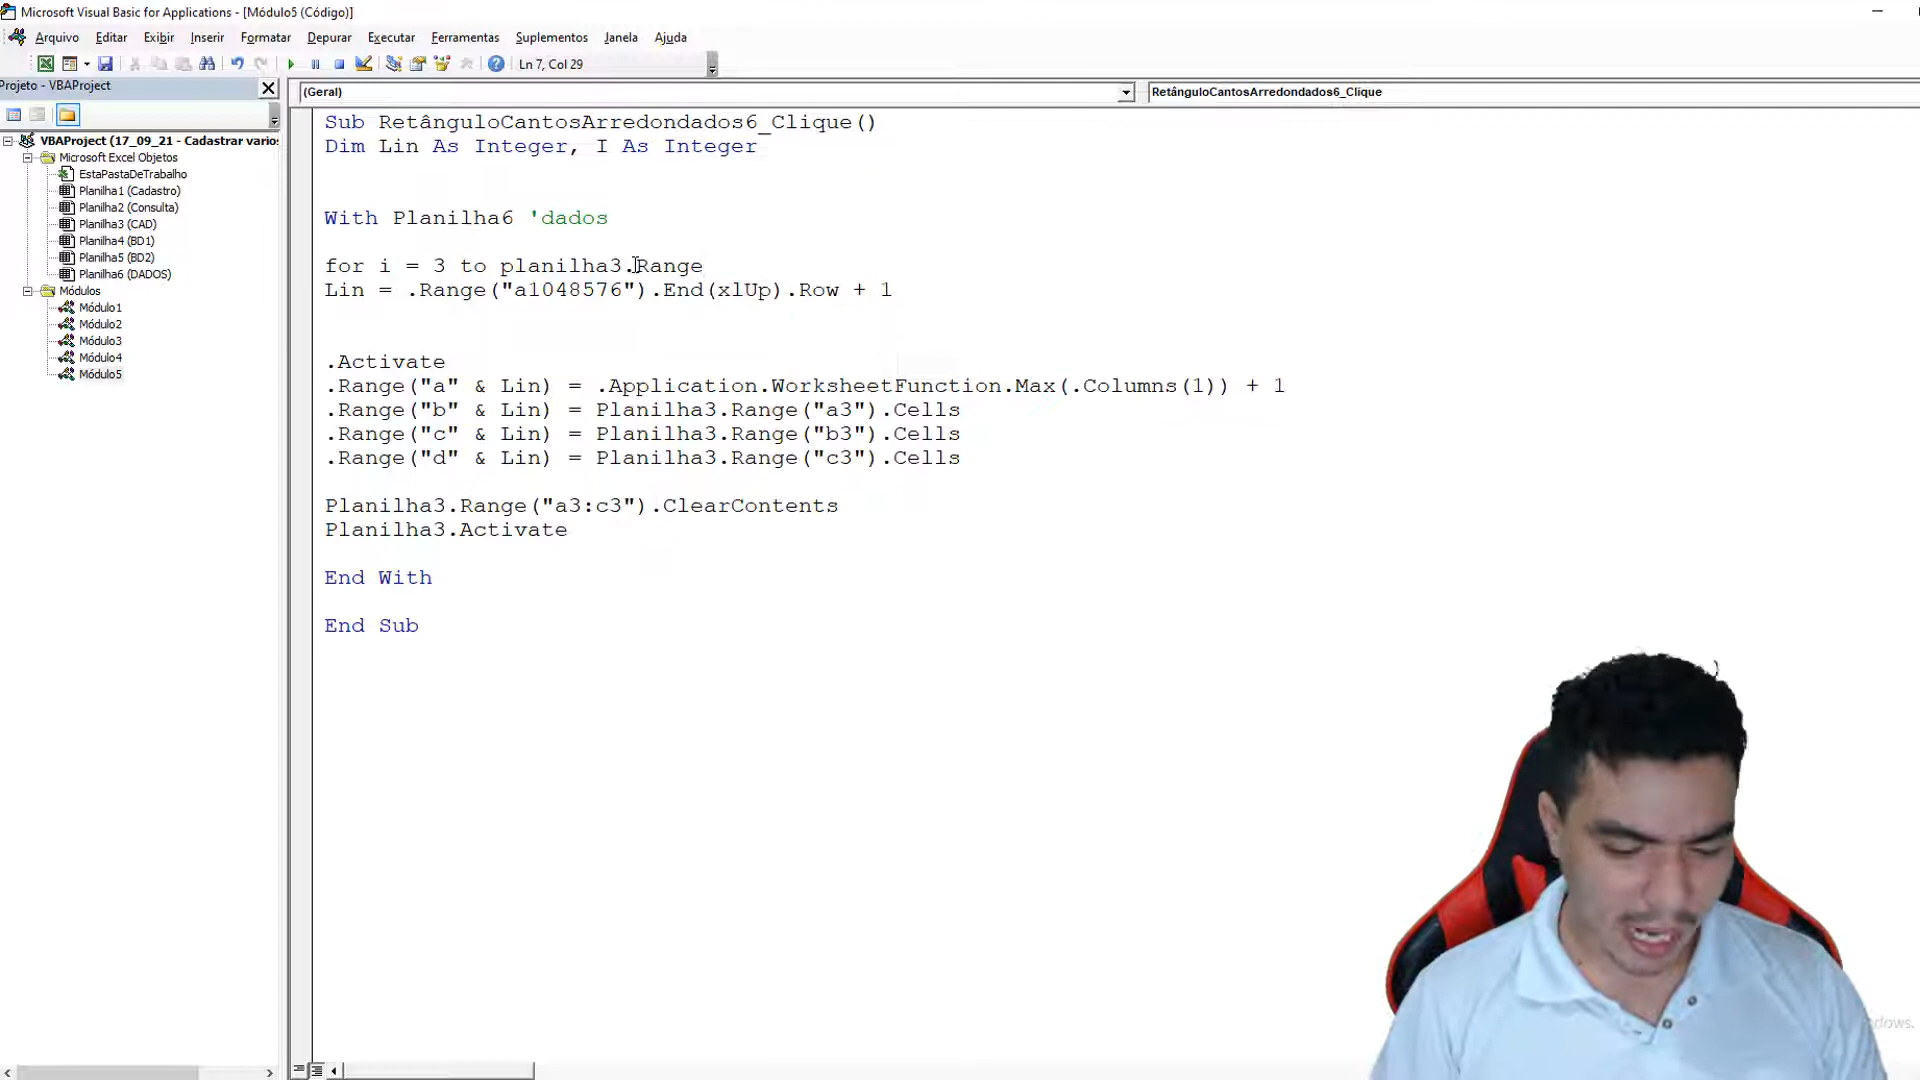 Microsoft Visual Basic for Applications - [Módulo5 (Código)]
Arquivo Editar Exibir Inserir Formatar Depurar Executar Ferramentas Suplementos Janela Ajuda
Ln 7, Col 29
Projeto - VBAProject
(Geral)
RetânguloCantosArredondados6_Clique
VBAProject (17_09_21 - Cadastrar varios
Microsoft Excel Objetos
EstaPastaDeTrabalho
Planilha1 (Cadastro)
Planilha2 (Consulta)
Planilha3 (CAD)
Planilha4 (BD1)
Planilha5 (BD2)
Planilha6 (DADOS)
Módulos
Módulo1
Módulo2
Módulo3
Módulo4
Módulo5
Sub RetânguloCantosArredondados6_Clique()
Dim Lin As Integer, I As Integer
With Planilha6 'dados
for i = 3 to planilha3.Range
Lin = .Range("a1048576").End(xlUp).Row + 1
.Activate
.Range("a" & Lin) = .Application.WorksheetFunction.Max(.Columns(1)) + 1
.Range("b" & Lin) = Planilha3.Range("a3").Cells
.Range("c" & Lin) = Planilha3.Range("b3").Cells
.Range("d" & Lin) = Planilha3.Range("c3").Cells
Planilha3.Range("a3:c3").ClearContents
Planilha3.Activate
End With
End Sub
dows.